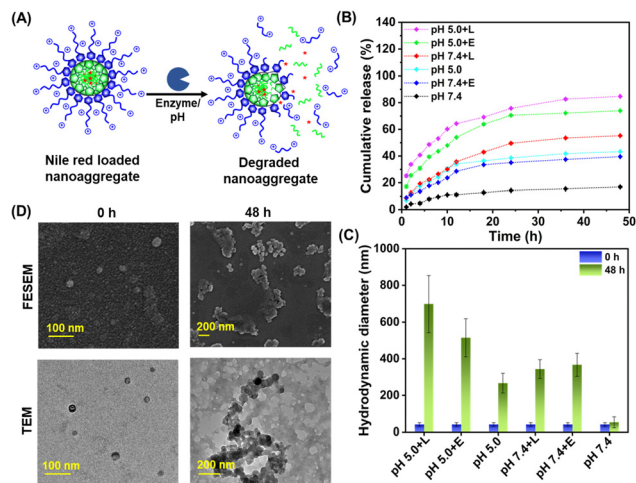 (A)
Enzyme/
pH
Nile red loaded
nanoaggregate
Degraded
nanoaggregate
(B)
Cumulative release (%)
100
80
60
40
20
0
pH 5.0+L
pH 5.0+E
pH 7.4+L
pH 5.0
pH 7.4+E
pH 7.4
0 10 20 30 40 50
Time (h)
(D)
0 h
48 h
FESEM
100 nm
200 nm
TEM
100 nm
200 nm
(C)
Hydrodynamic diameter (nm)
1000
800
600
400
200
0
0 h
48 h
pH 5.0+L
pH 5.0+E
pH 5.0
pH 7.4+L
pH 7.4+E
pH 7.4